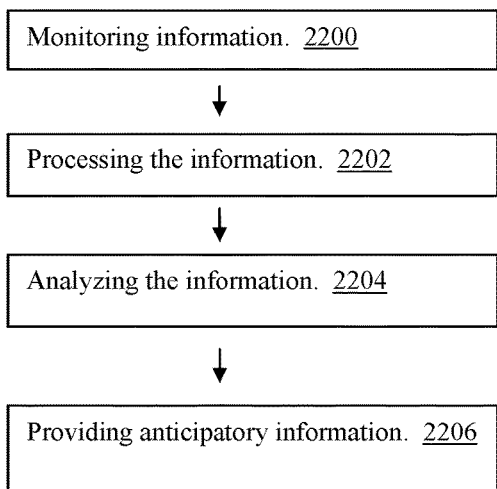 Monitoring information. 2200
Processing the information. 2202
Analyzing the information. 2204
Providing anticipatory information. 2206